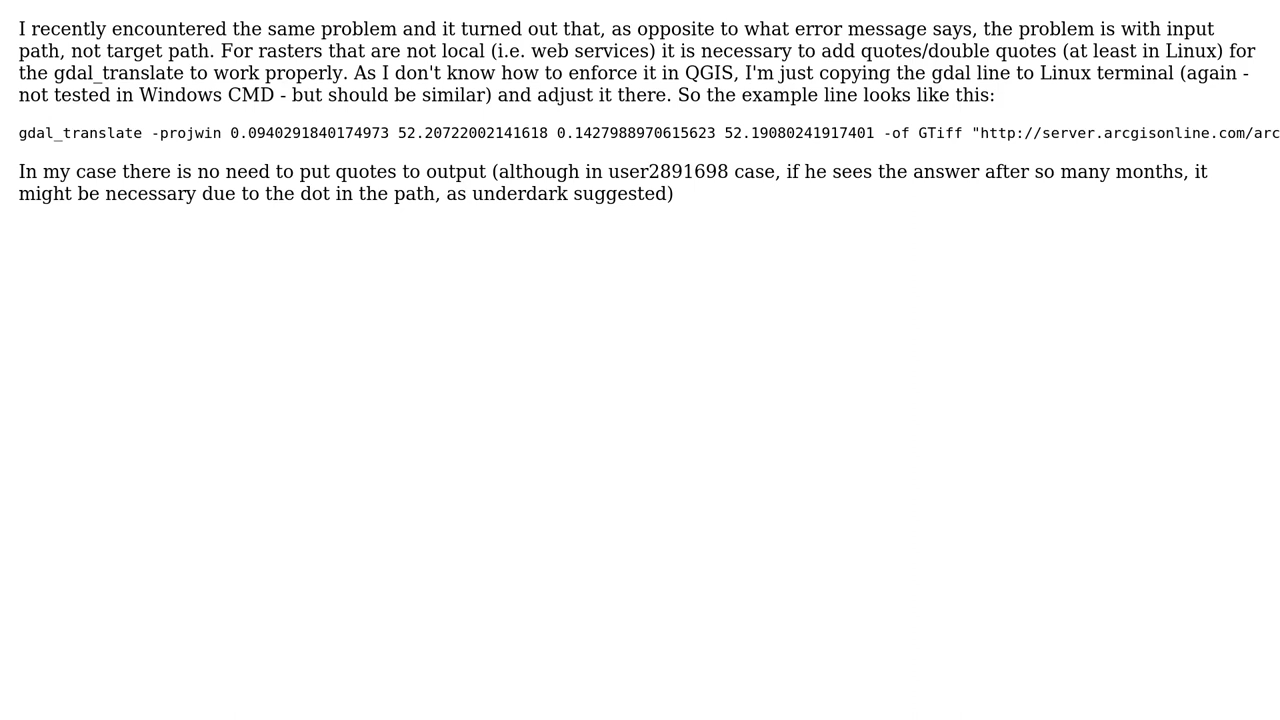 I recently encountered the same problem and it turned out that, as opposite to what error message says, the problem is with input
path, not target path. For rasters that are not local (i.e. web services) it is necessary to add quotes/double quotes (at least in Linux) for
the gdal_translate to work properly. As I don't know how to enforce it in QGIS, I'm just copying the gdal line to Linux terminal (again -
not tested in Windows CMD - but should be similar) and adjust it there. So the example line looks like this:
gdal_translate -projwin 0.0940291840174973 52.20722002141618 0.1427988970615623 52.19080241917401 -of GTiff "http://server.arcgisonline.com/arc
In my case there is no need to put quotes to output (although in user2891698 case, if he sees the answer after so many months, it
might be necessary due to the dot in the path, as underdark suggested)